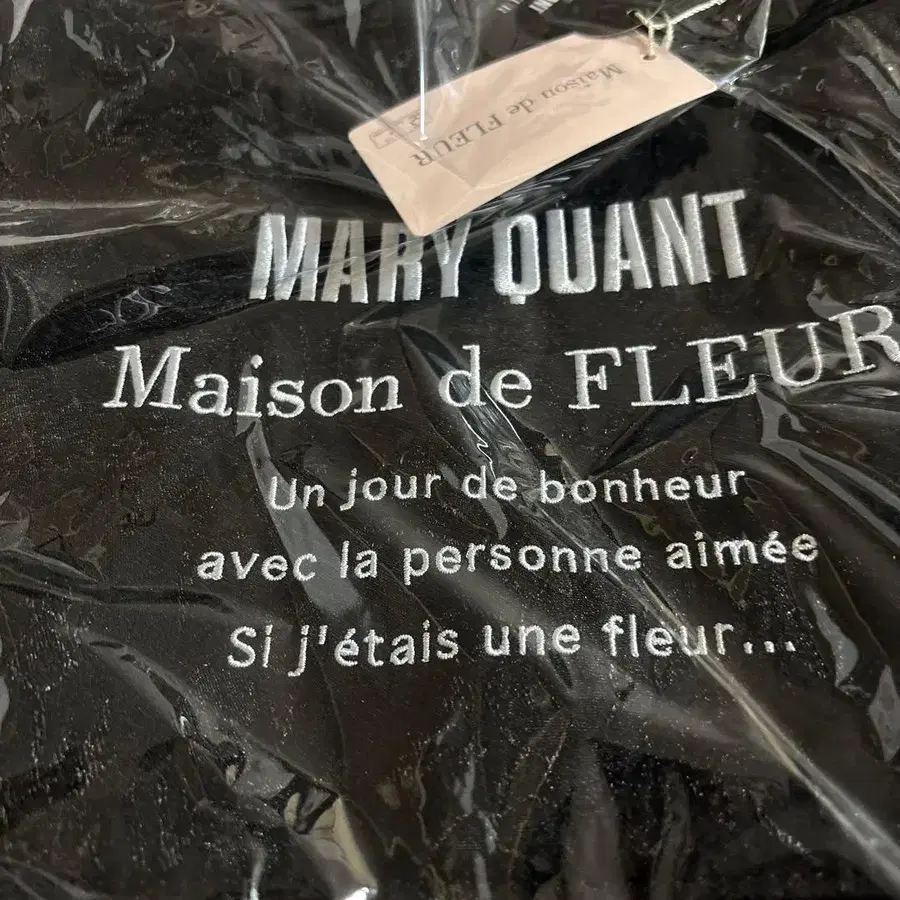 Maison de FLEUR
MARY QUANT
Maison de FLEUR
Un jour de bonheur
avec la personne aimée
Si j'étais une fleur...